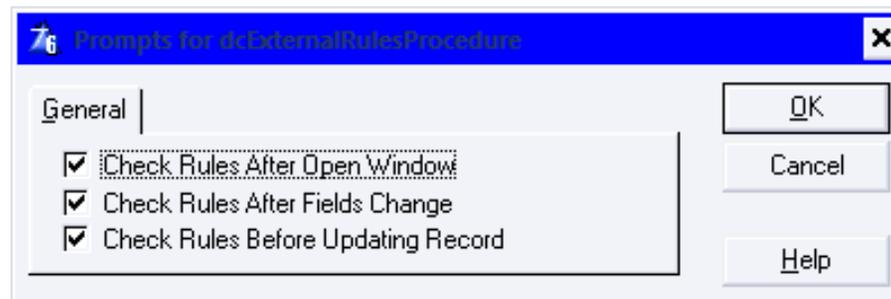 Prompts for dcExternalRulesProcedure
General
OK
Check Rules After Open Window
Cancel
Check Rules After Fields Change
Check Rules Before Updating Record
Help